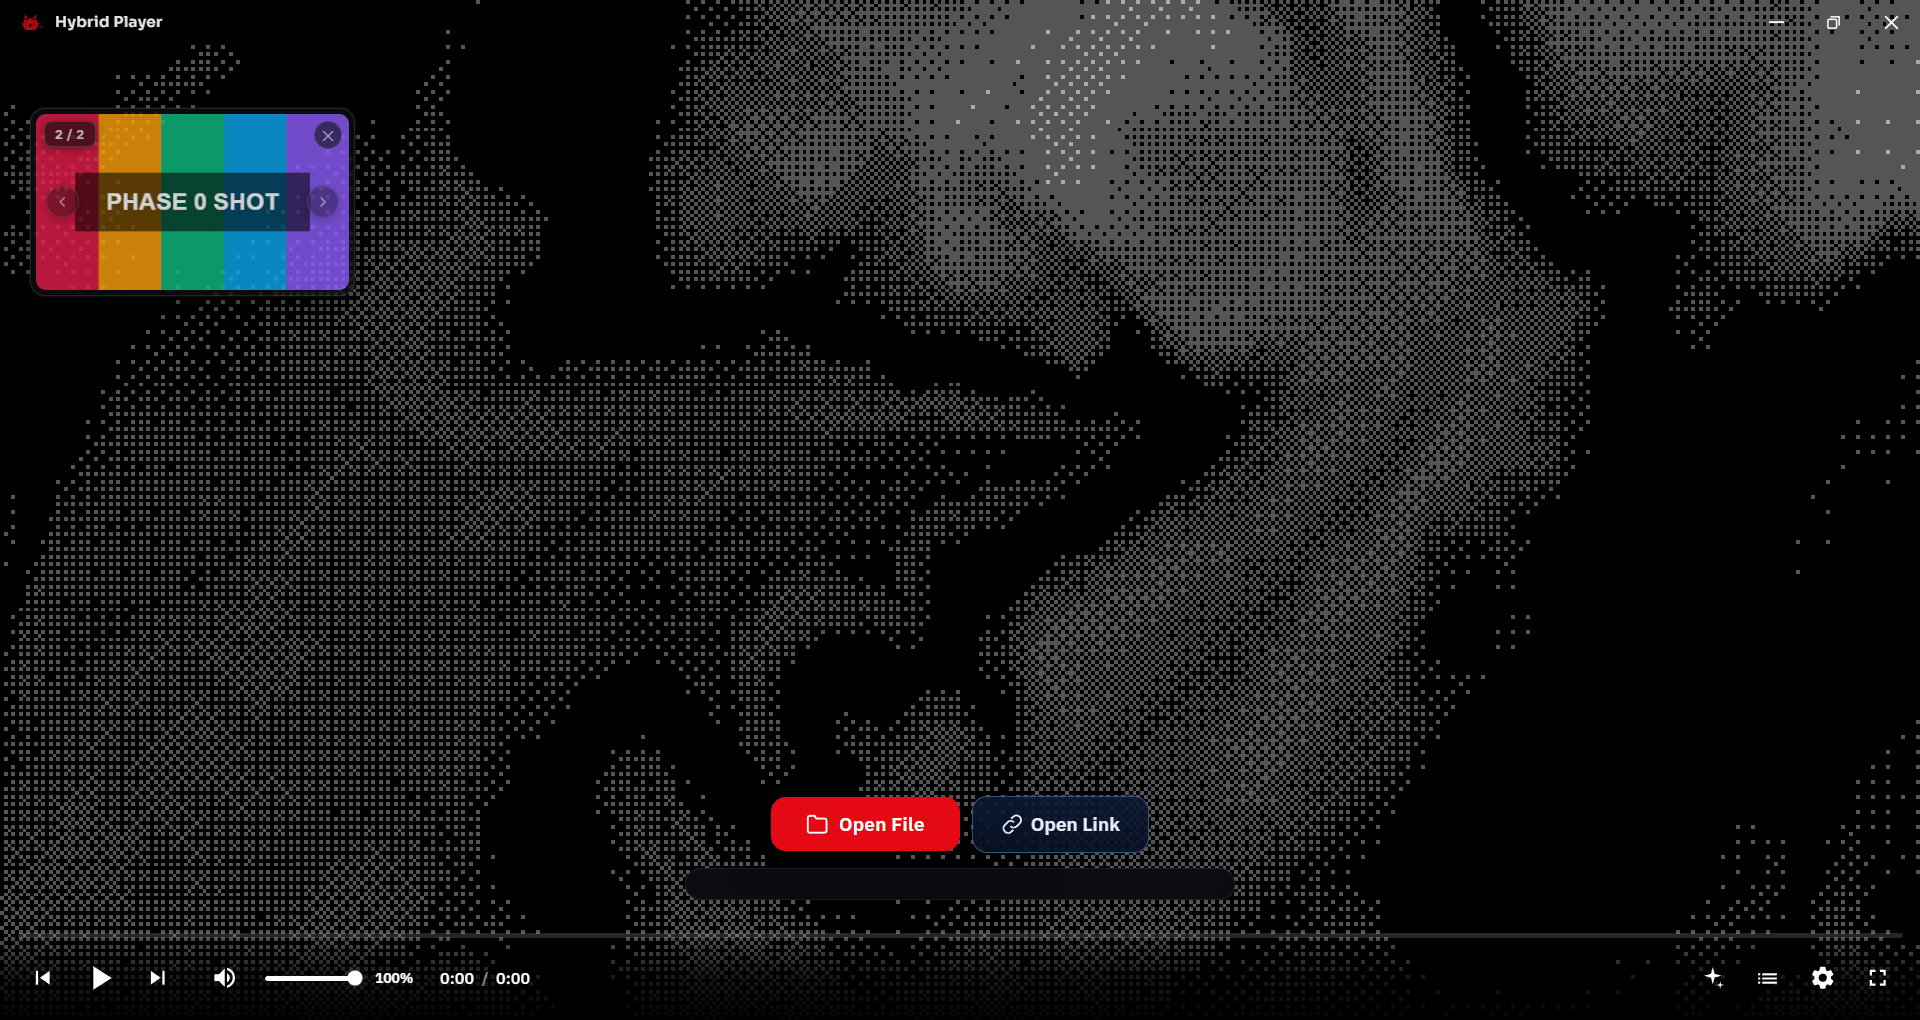 Hybrid Player
2 / 2
PHASE 0 SHOT
Open File
Open Link
100%
0:00 / 0:00